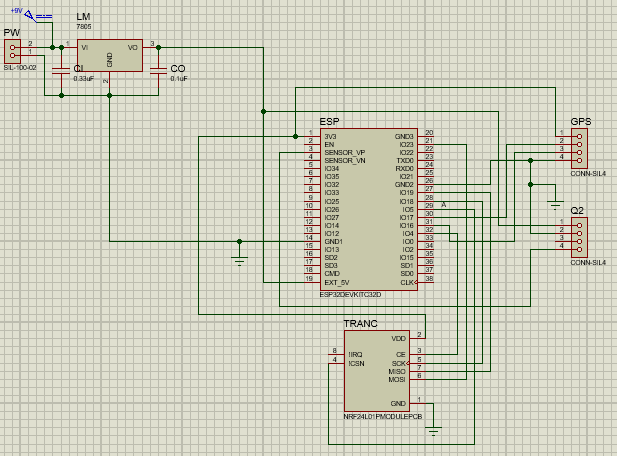 +9V
LM
7805
PW
2
1
SIL-100-02
1
VI
VO
3
GND
2
CI
0.33uF
CO
0.1uF
ESP
1 3V3 GND3 20
2 EN IO23 21
3 SENSOR_VP IO22 22
4 SENSOR_VN TXD0 23
5 IO34 RXD0 24
6 IO35 IO21 25
7 IO32 GND2 26
8 IO33 IO19 27
9 IO25 IO18 28
10 IO26 IO5 29
11 IO27 IO17 30
12 IO14 IO16 31
13 IO12 IO4 32
14 GND1 IO0 33
15 IO13 IO2 34
16 SD2 IO15 35
17 SD3 SD1 36
18 CMD SD0 37
19 EXT_5V CLK 38
ESP32DEVKITC32D
A
GPS
1
2
3
4
CONN-SIL4
Q2
1
2
3
4
CONN-SIL4
TRANC
VDD 2
8 !IRQ CE 3
4 !CSN SCK 5
MISO 7
MOSI 6
GND 1
NRF24L01PMODULEPCB